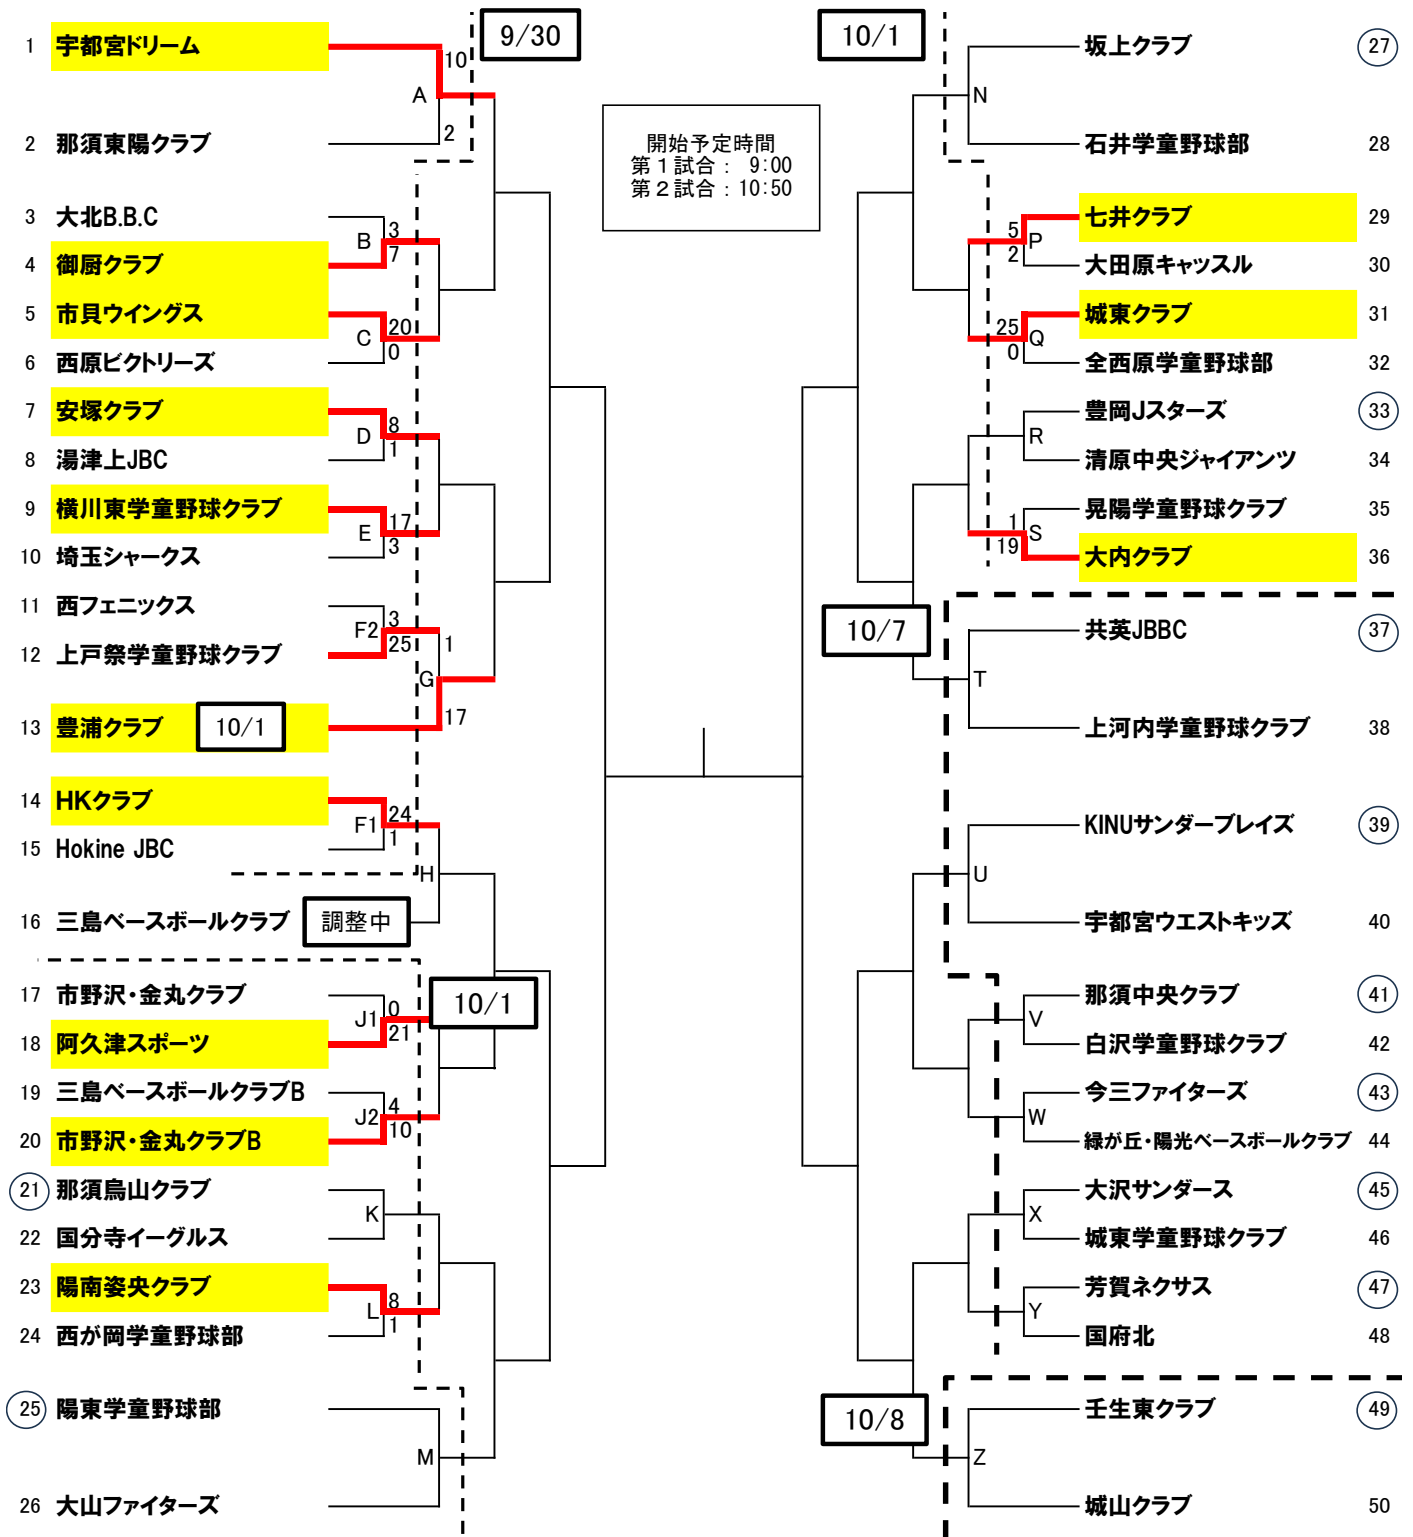 9/30
10/1
1 宇都宮ドリーム
10
A
2
2 那須東陽クラブ
3 大北B.B.C
3
B
7
4 御厨クラブ
5 市貝ウイングス
20
C
0
6 西原ビクトリーズ
7 安塚クラブ
8
D
1
8 湯津上JBC
9 横川東学童野球クラブ
17
E
3
10 埼玉シャークス
11 西フェニックス
3
F2
25
1
12 上戸祭学童野球クラブ
G
17
13 豊浦クラブ 10/1
14 HKクラブ
24
F1
1
15 Hokine JBC
H
16 三島ベースボールクラブ 調整中
17 市野沢・金丸クラブ
0
J1
21
10/1
18 阿久津スポーツ
19 三島ベースボールクラブB
4
J2
10
20 市野沢・金丸クラブB
21 那須烏山クラブ
K
22 国分寺イーグルス
23 陽南姿央クラブ
8
L
1
24 西が岡学童野球部
25 陽東学童野球部
M
26 大山ファイターズ
開始予定時間
第1試合: 9:00
第2試合:10:50
坂上クラブ 27
N
石井学童野球部 28
七井クラブ 29
5
P
2
大田原キャッスル 30
城東クラブ 31
25
Q
0
全西原学童野球部 32
豊岡Jスターズ 33
R
清原中央ジャイアンツ 34
晃陽学童野球クラブ 35
1
S
19
大内クラブ 36
10/7
共英JBBC 37
T
上河内学童野球クラブ 38
KINUサンダーブレイズ 39
U
宇都宮ウエストキッズ 40
那須中央クラブ 41
V
白沢学童野球クラブ 42
今三ファイターズ 43
W
緑が丘・陽光ベースボールクラブ 44
大沢サンダース 45
X
城東学童野球クラブ 46
芳賀ネクサス 47
Y
国府北 48
10/8
壬生東クラブ 49
Z
城山クラブ 50